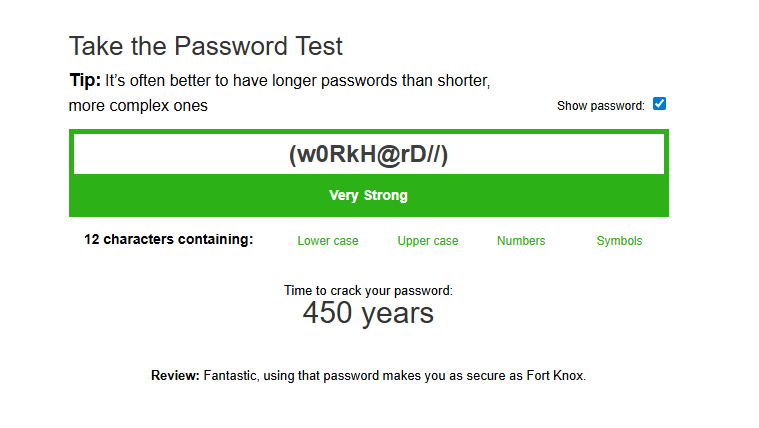 Take the Password Test
Tip: It's often better to have longer passwords than shorter,
more complex ones
Show password:
(w0RkH@rD//)
Very Strong
12 characters containing: Lower case Upper case Numbers Symbols
Time to crack your password:
450 years
Review: Fantastic, using that password makes you as secure as Fort Knox.